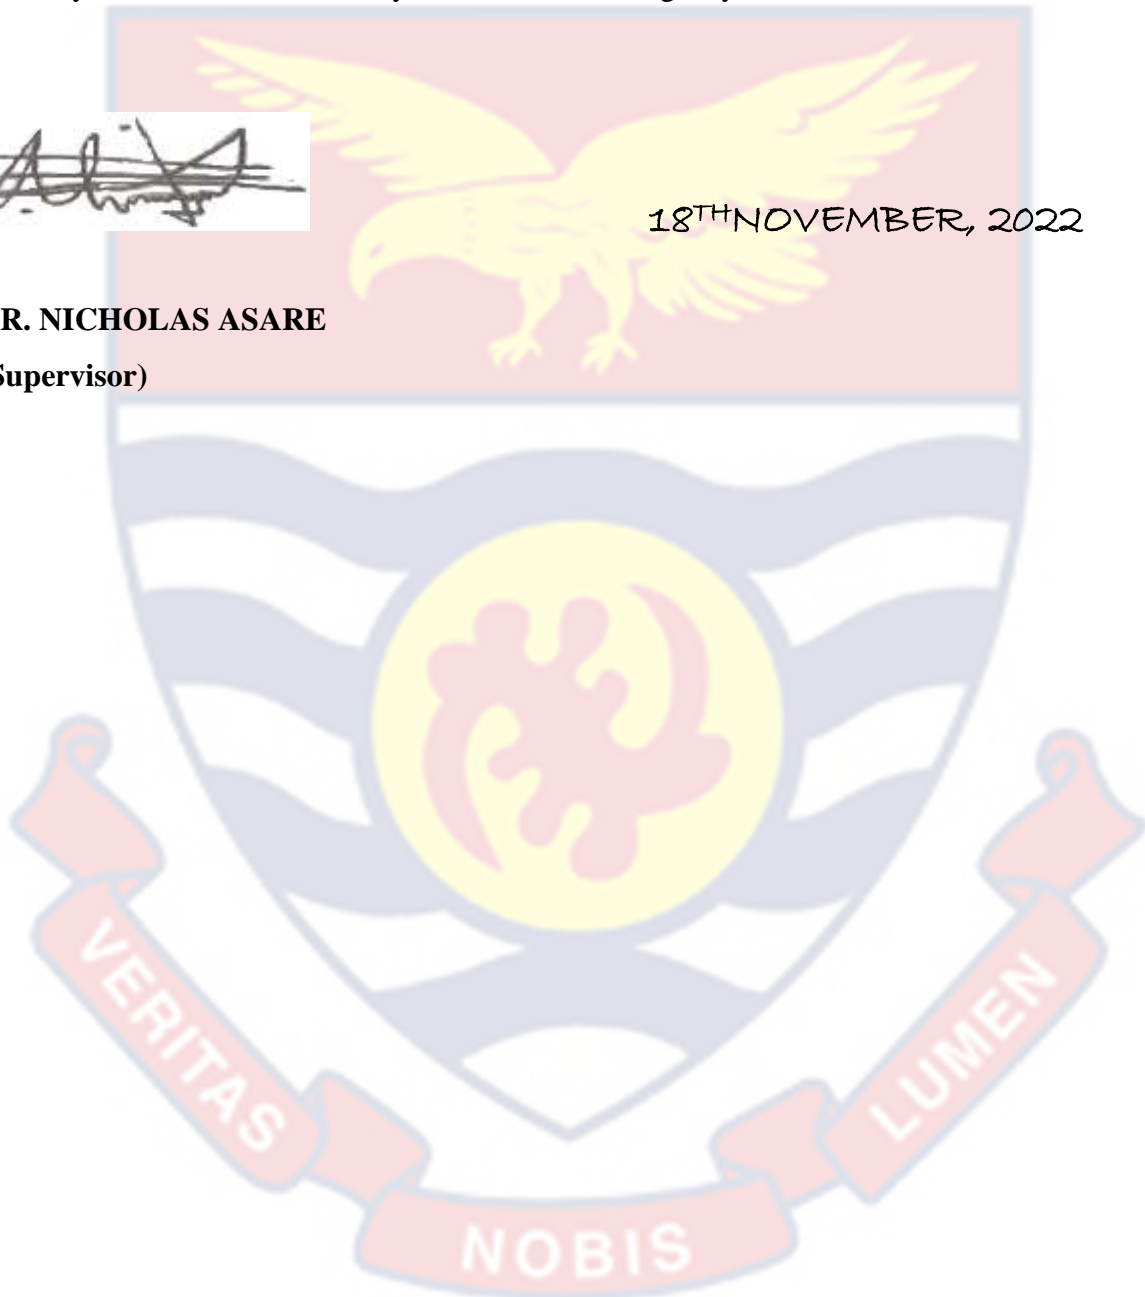 18THNOVEMBER, 2022
R. NICHOLAS ASARE
Supervisor)
VERITAS
NOBIS
LUMEN